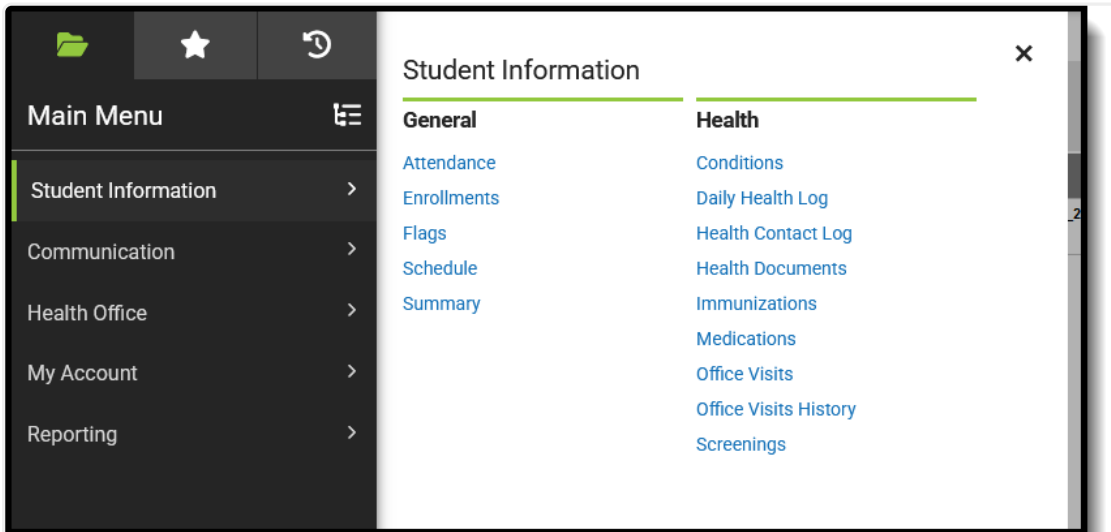 Main Menu
Student Information
Communication
Health Office
My Account
Reporting
Student Information
General
Attendance
Enrollments
Flags
Schedule
Summary
Health
Conditions
Daily Health Log
Health Contact Log
Health Documents
Immunizations
Medications
Office Visits
Office Visits History
Screenings
_2